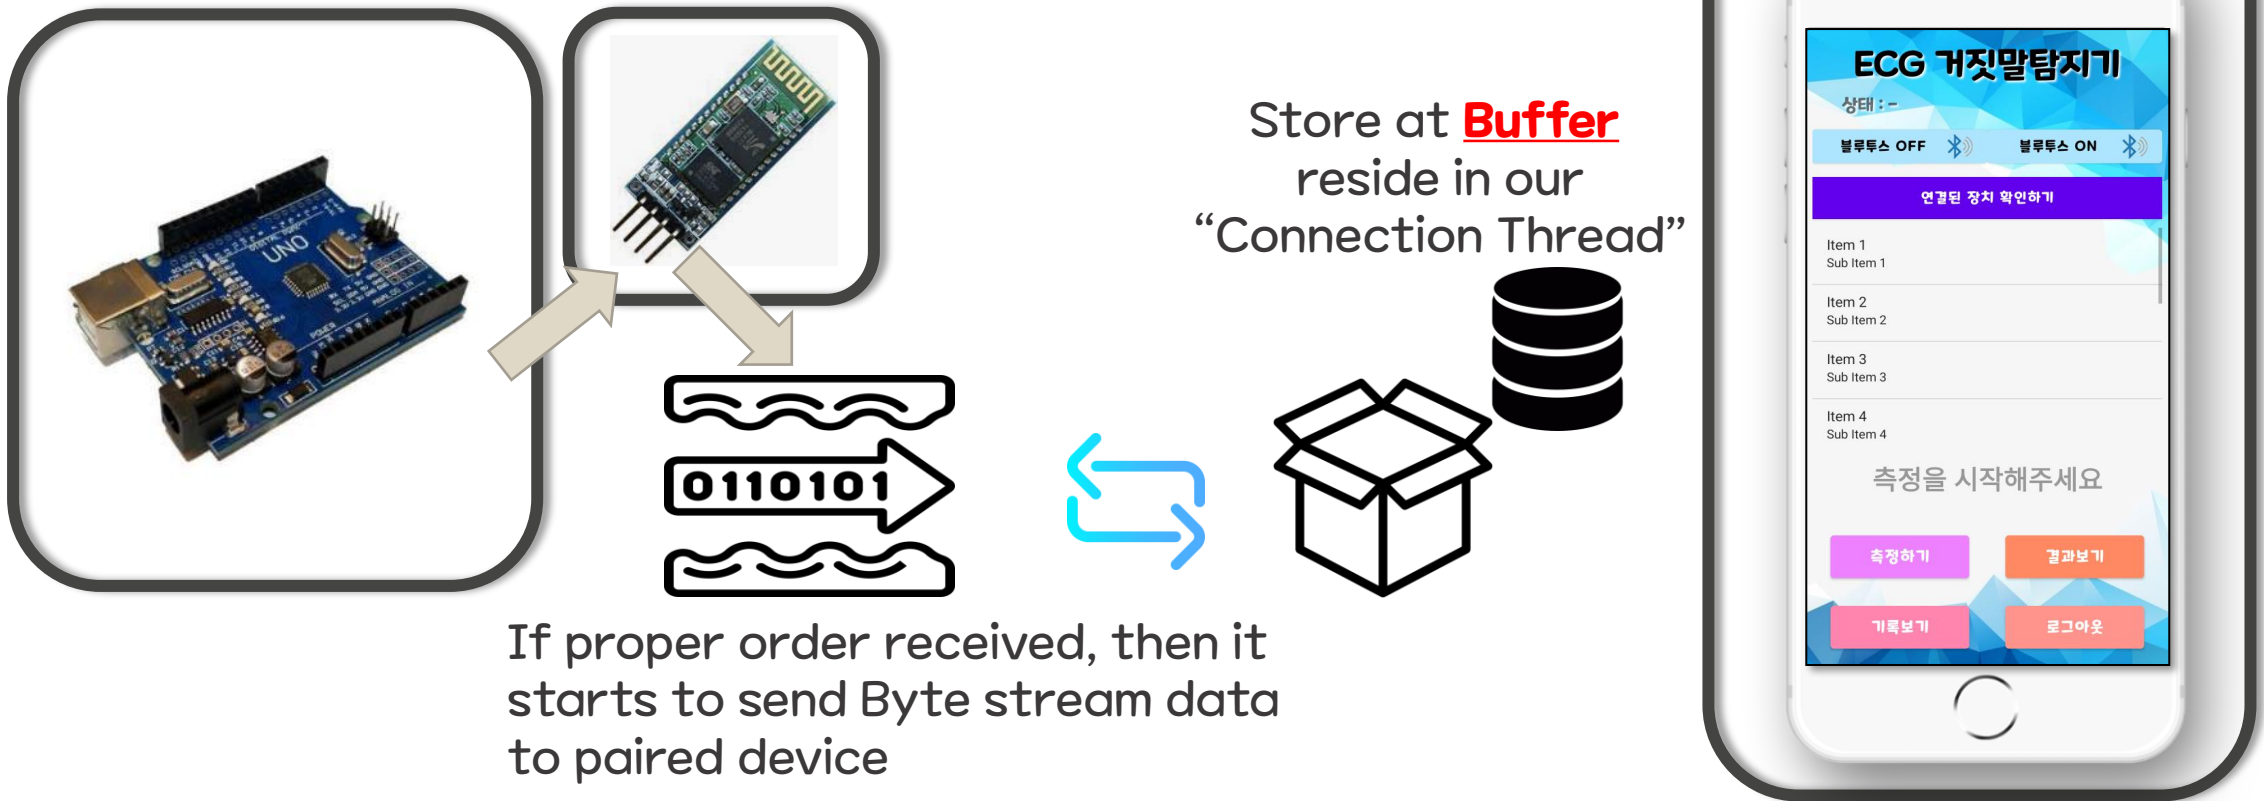 UNO
DIGITAL PWM~
POWER
ANALOG IN
0110101
If proper order received, then it
starts to send Byte stream data
to paired device
Store at Buffer
reside in our
“Connection Thread”
ECG 거짓말탐지기
상태 : -
블루투스 OFF
블루투스 ON
연결된 장치 확인하기
Item 1
Sub Item 1
Item 2
Sub Item 2
Item 3
Sub Item 3
Item 4
Sub Item 4
측정을 시작해주세요
측정하기
결과보기
기록보기
로그아웃